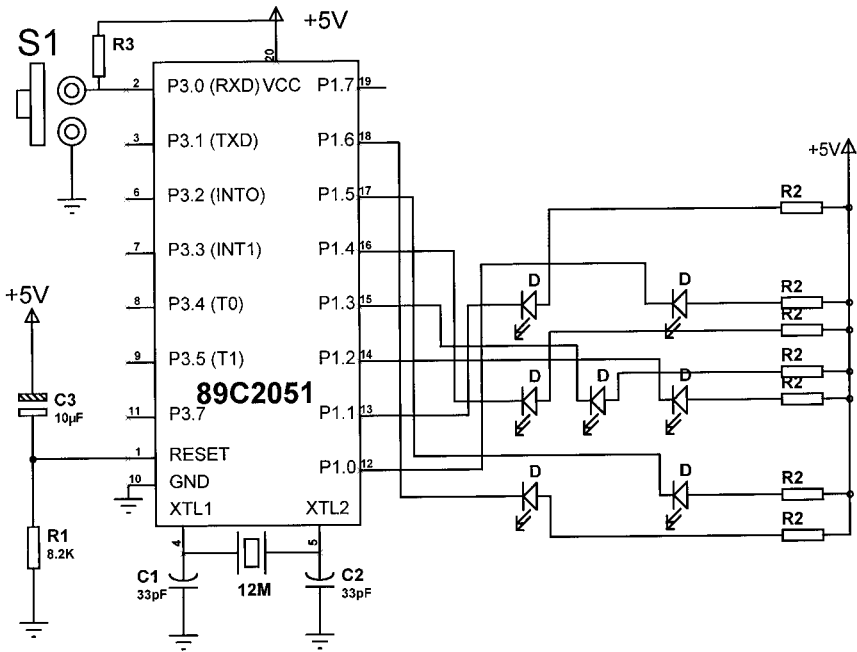 +5V
S1
R3
20
2
P3.0 (RXD) VCC
P1.7
19
3
P3.1 (TXD)
P1.6
18
+5V
6
P3.2 (INTO)
P1.5
17
R2
7
P3.3 (INT1)
P1.4
16
D
D
R2
+5V
8
P3.4 (T0)
P1.3
15
R2
9
P3.5 (T1)
P1.2
14
D
D
D
R2
R2
89C2051
C3
10µF
11
P3.7
P1.1
13
1
RESET
P1.0
12
D
D
R2
10
GND
XTL1
XTL2
R2
R1
8.2K
4
5
C1
33pF
12M
C2
33pF